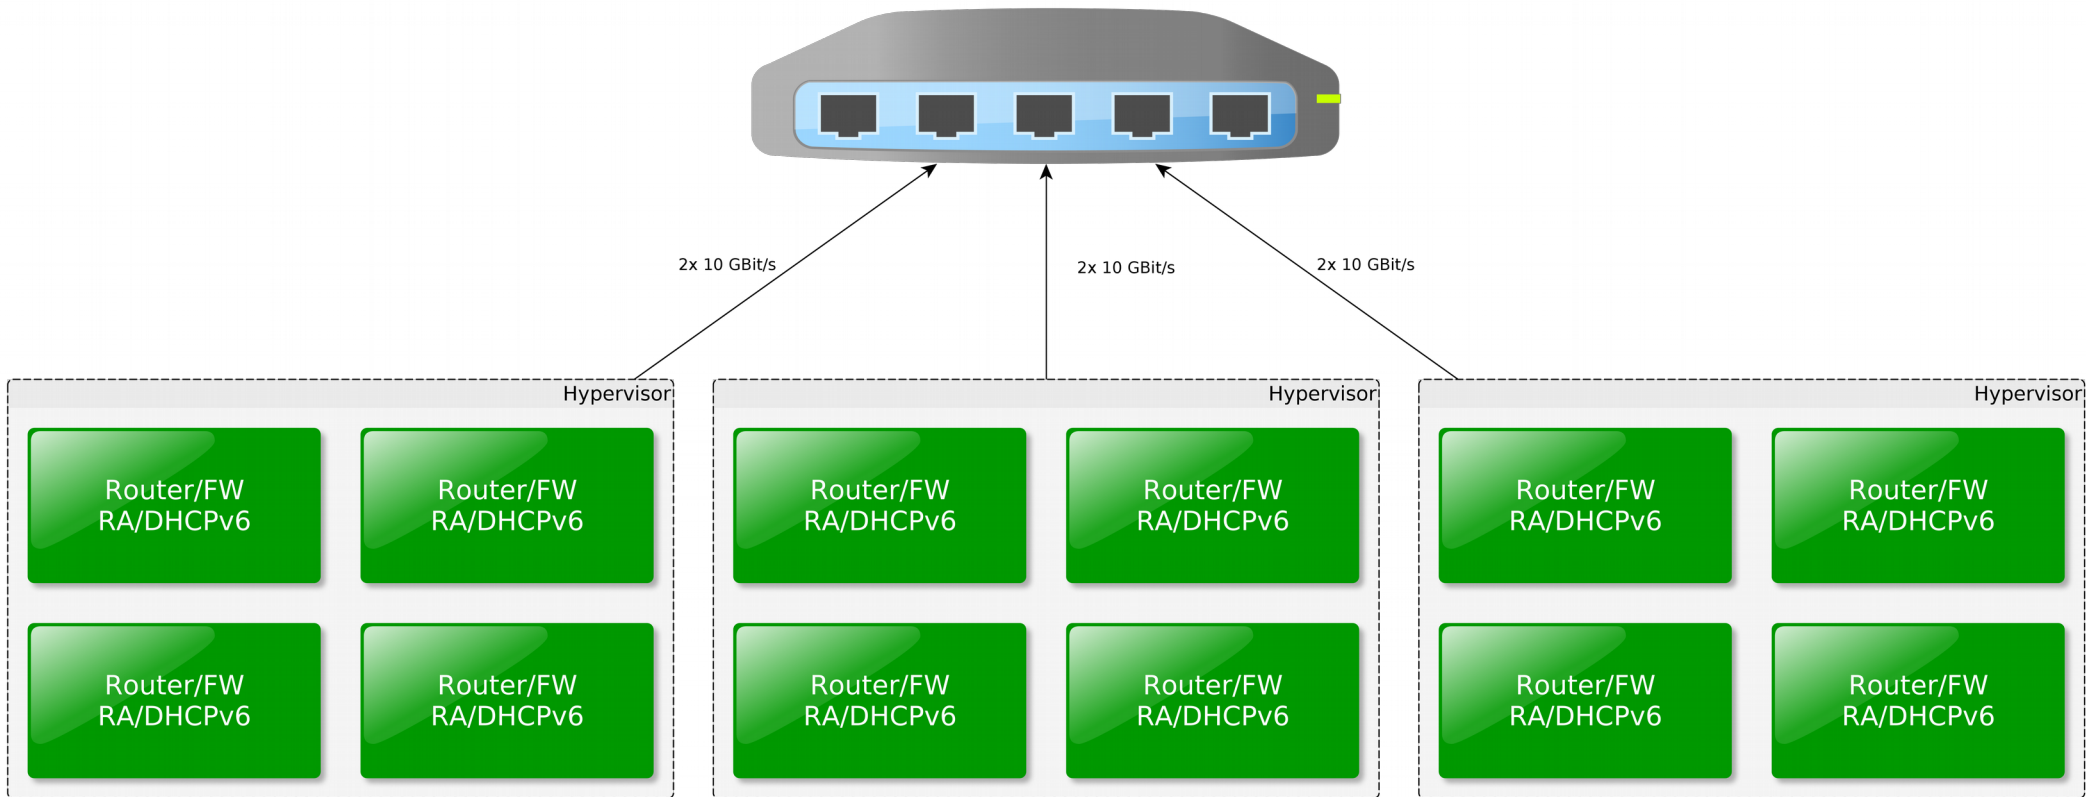 2x 10 GBit/s
2x 10 GBit/s
2x 10 GBit/s
Hypervisor
Router/FW
RA/DHCPv6
Router/FW
RA/DHCPv6
Router/FW
RA/DHCPv6
Router/FW
RA/DHCPv6
Hypervisor
Router/FW
RA/DHCPv6
Router/FW
RA/DHCPv6
Router/FW
RA/DHCPv6
Router/FW
RA/DHCPv6
Hypervisor
Router/FW
RA/DHCPv6
Router/FW
RA/DHCPv6
Router/FW
RA/DHCPv6
Router/FW
RA/DHCPv6